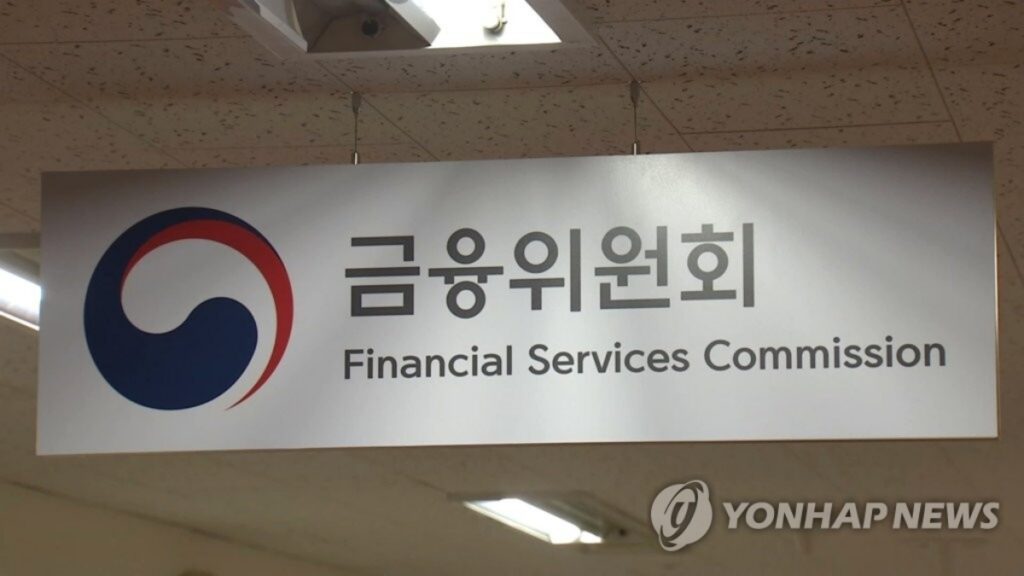 금융위원회
Financial Services Commission
YONHAP NEWS